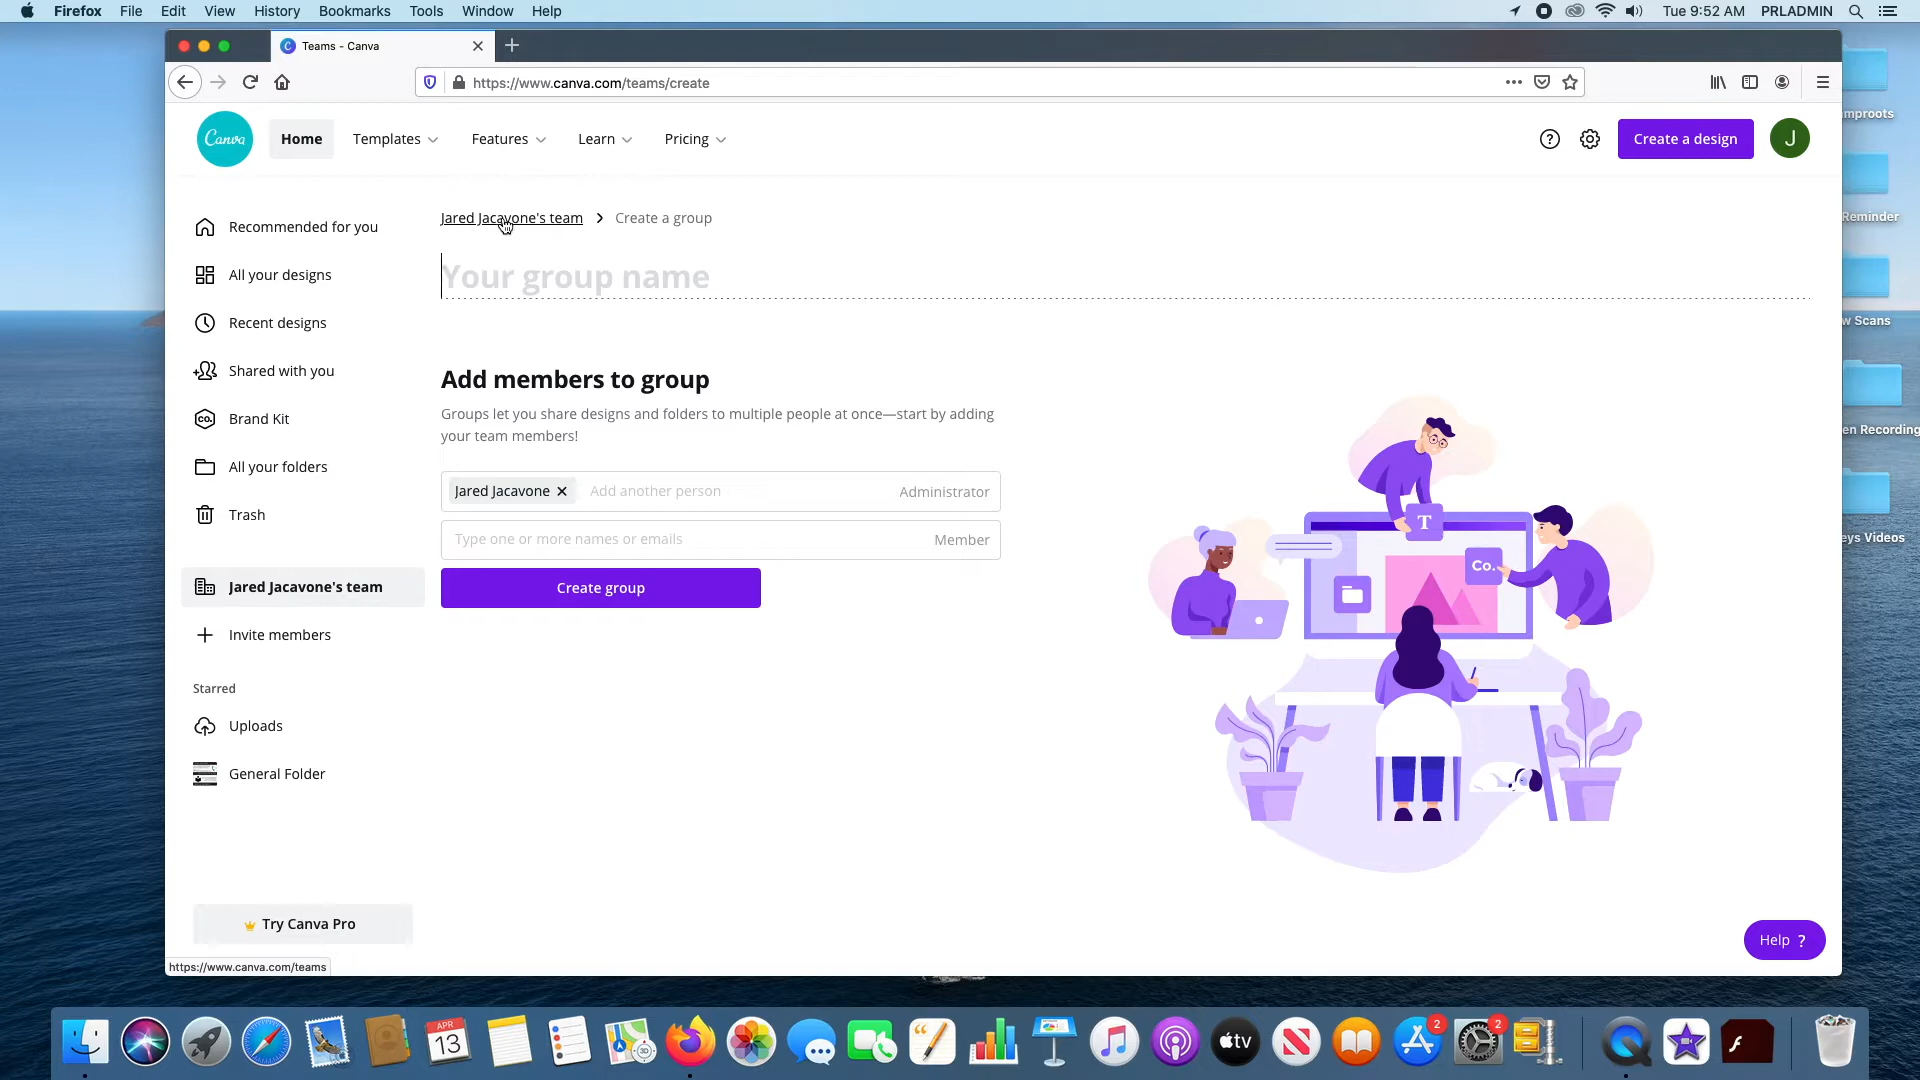 Firefox File Edit View History Bookmarks Tools Window Help
Tue 9:52 AM PRLADMIN
Teams - Canva
https://www.canva.com/teams/create
Canva
Home Templates Features Learn Pricing
Create a design
J
Jared Jacavone's team > Create a group
Your group name
Recommended for you
All your designs
Recent designs
Shared with you
CO. Brand Kit
All your folders
Trash
Jared Jacavone's team
+ Invite members
Starred
Uploads
General Folder
Try Canva Pro
https://www.canva.com/teams
Add members to group
Groups let you share designs and folders to multiple people at once—start by adding
your team members!
Jared Jacavone Add another person Administrator
Type one or more names or emails Member
Create group
T
Co.
Help ?
mproots
Reminder
w Scans
en Recording
eys Videos
APR
13
3D
tv
2
2